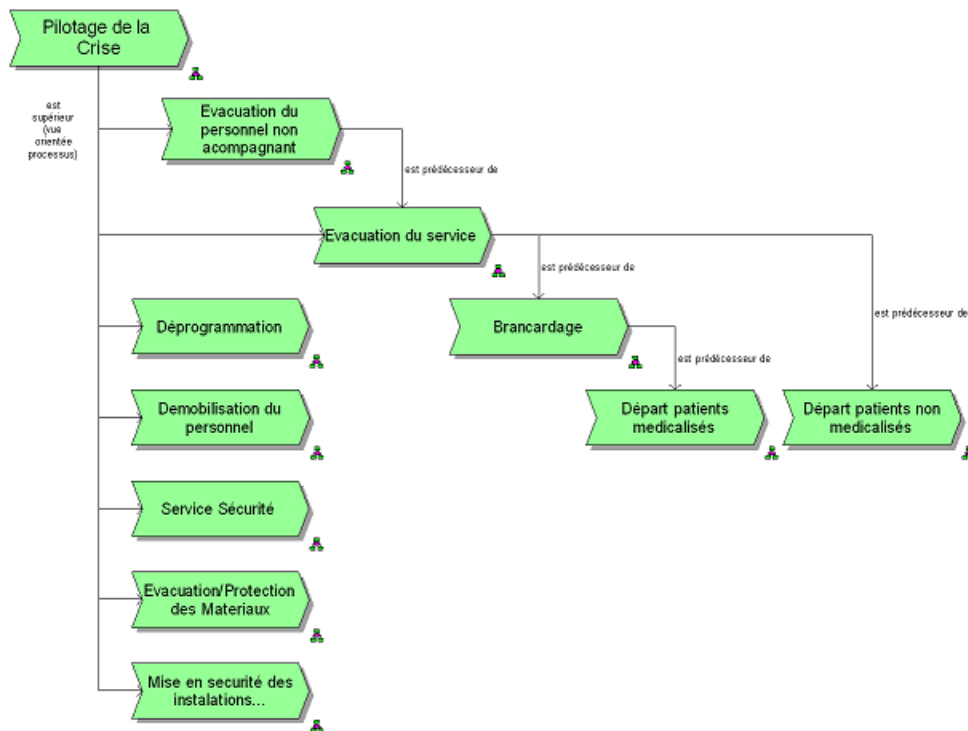 Pilotage de la
Crise
est
supérieur
(vue
orientée
processus)
Evacuation du
personnel non
acompagnant
est prédécesseur de
Evacuation du service
est prédécesseur de
est prédécesseur de
Déprogrammation
Brancardage
est prédécesseur de
Demobilisation du
personnel
Départ patients
medicalisés
Départ patients non
medicalisés
Service Sécurité
Evacuation/Protection
des Materiaux
Mise en securité des
instalations...